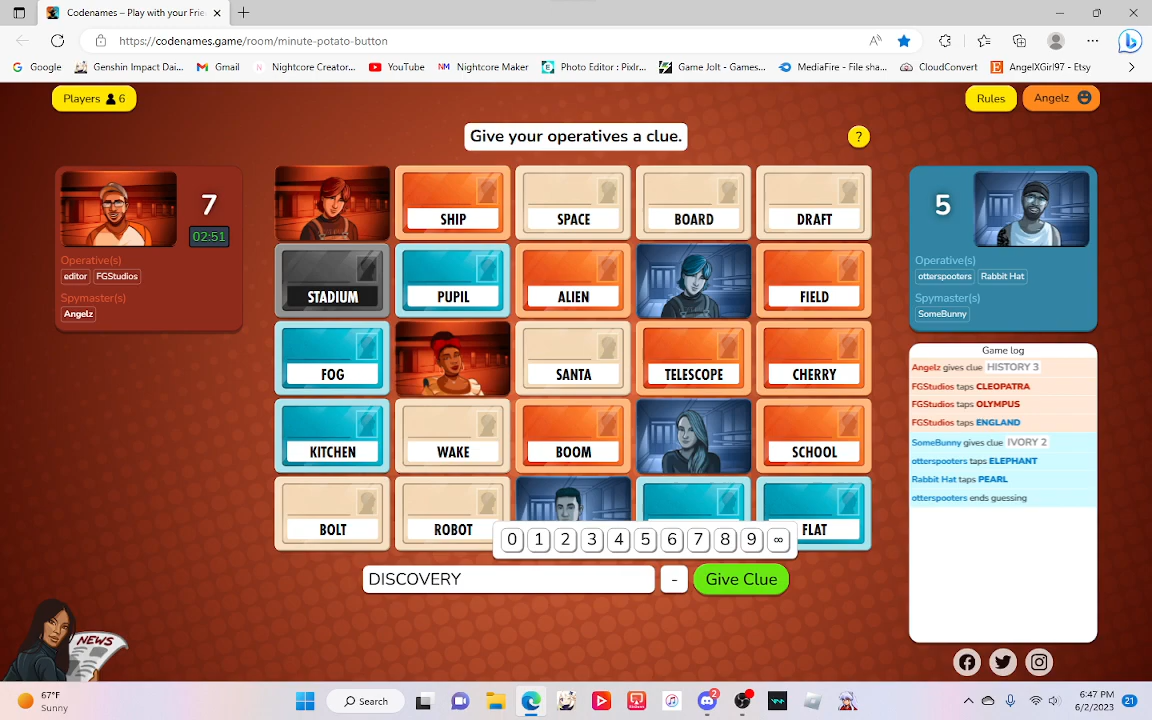 Codenames – Play with your Frie
https://codenames.game/room/minute-potato-button
Google Genshin Impact Dai... Gmail Nightcore Creator... YouTube NM Nightcore Maker Photo Editor : Pixlr... Game Jolt - Games... MediaFire - File sha... CloudConvert AngelXGirl97 - Etsy
Players 6
Rules
Angelz
Give your operatives a clue.
?
7
02:51
Operative(s)
editor FGStudios
Spymaster(s)
Angelz
SHIP SPACE BOARD DRAFT
STADIUM PUPIL ALIEN FIELD
FOG SANTA TELESCOPE CHERRY
KITCHEN WAKE BOOM SCHOOL
BOLT ROBOT FLAT
0 1 2 3 4 5 6 7 8 9 ∞
DISCOVERY - Give Clue
5
Operative(s)
otterspooters Rabbit Hat
Spymaster(s)
SomeBunny
Game log
Angelz gives clue HISTORY 3
FGStudios taps CLEOPATRA
FGStudios taps OLYMPUS
FGStudios taps ENGLAND
SomeBunny gives clue IVORY 2
otterspooters taps ELEPHANT
Rabbit Hat taps PEARL
otterspooters ends guessing
NEWS
67°F
Sunny
Search
2
6:47 PM
6/2/2023
21